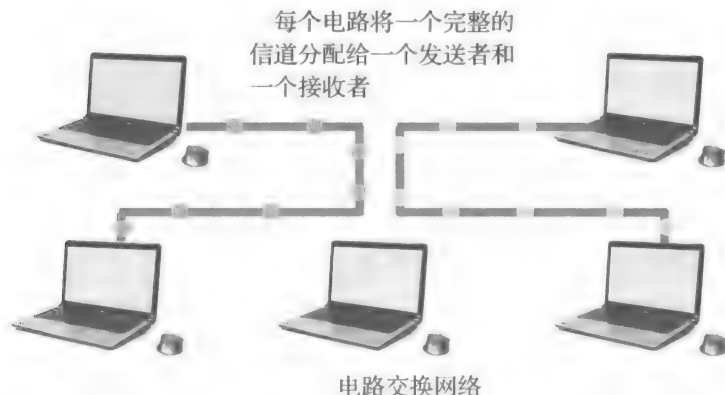 每个电路将一个完整的
信道分配给一个发送者和
一个接收者
电路交换网络